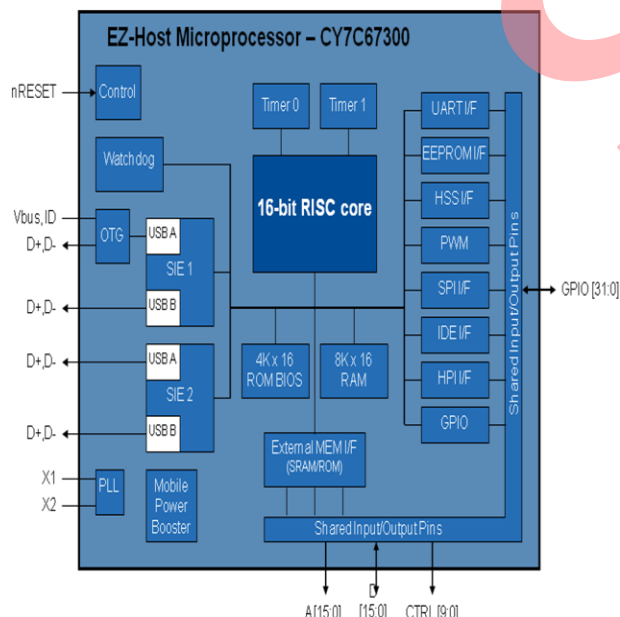 EZ-Host Microprocessor – CY7C67300
nRESET
Control
Timer 0
Timer 1
UART I/F
Watchdog
EEPROM I/F
16-bit RISC core
HSS I/F
Vbus, ID
OTG
USB A
D+,D-
SIE 1
PWM
USB B
D+,D-
SPI I/F
GPIO [31:0]
Shared Input/Output Pins
IDE I/F
USB A
D+,D-
4K x 16
ROM BIOS
8K x 16
RAM
HPI I/F
SIE 2
USB B
D+,D-
GPIO
External MEM I/F
(SRAM/ROM)
X1
X2
PLL
Mobile
Power
Booster
Shared Input/Output Pins
A[15:0]
D
[15:0]
CTRL [9:0]